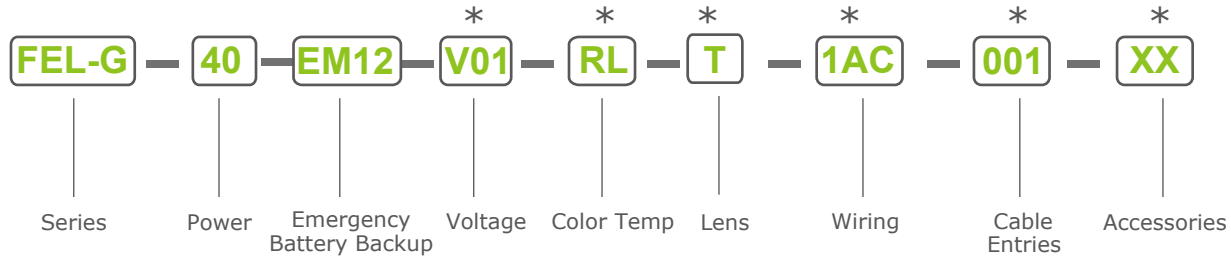 * * * * * *
FEL-G — 40 — EM12 — V01 — RL — T — 1AC — 001 — XX
Series Power Emergency Battery Backup Voltage Color Temp Lens Wiring Cable Entries Accessories